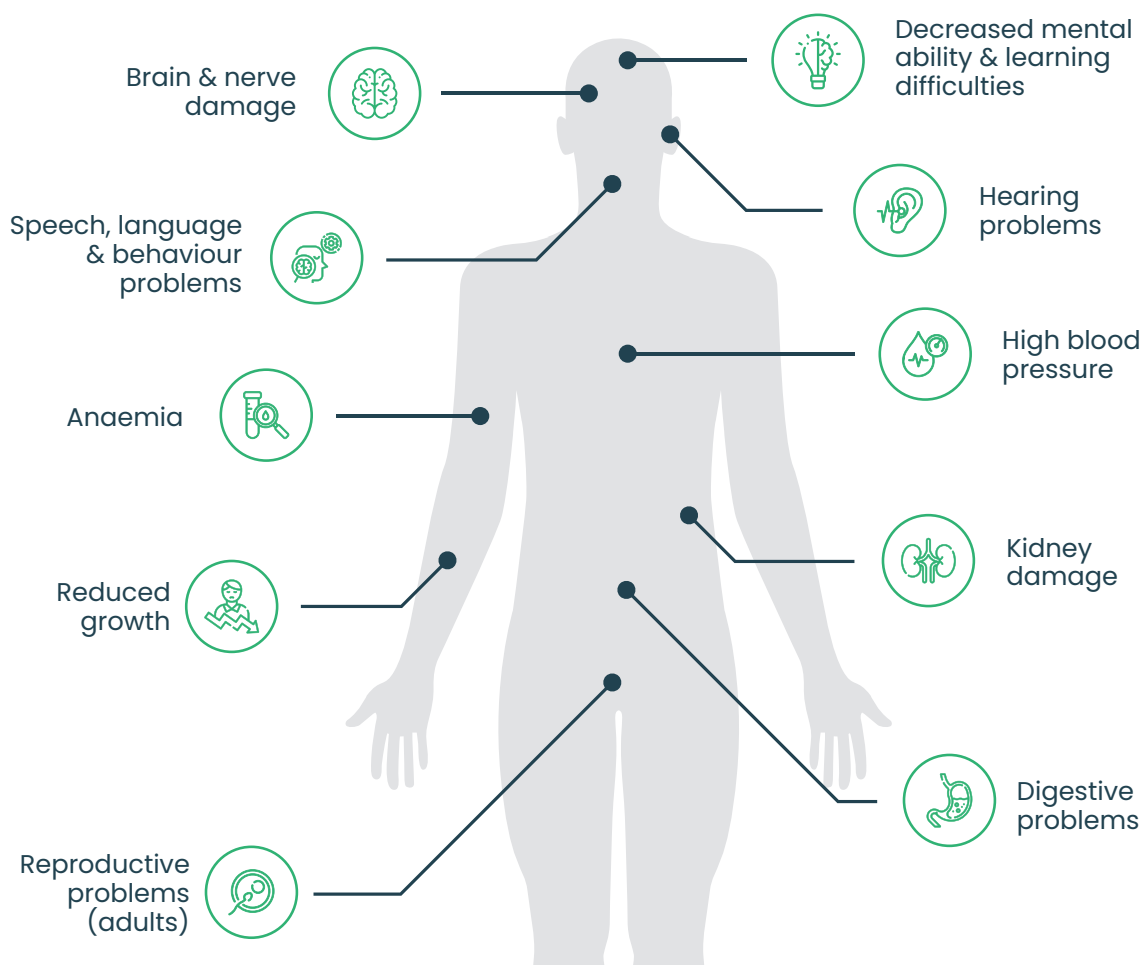 Decreased mental
ability & learning
difficulties
Brain & nerve
damage
Hearing
problems
Speech, language
& behaviour
problems
High blood
pressure
Anaemia
Kidney
damage
Reduced
growth
Digestive
problems
Reproductive
problems
(adults)